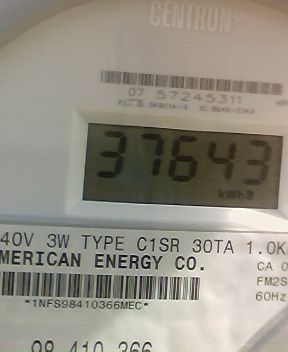 CENTRON®
07 57245311
37643
kWh
40V 3W TYPE C1SR 30TA 1.0K
MERICAN ENERGY CO.
CA 0
FM2S
60Hz
*1NFS98410366MEC*
98 410 366